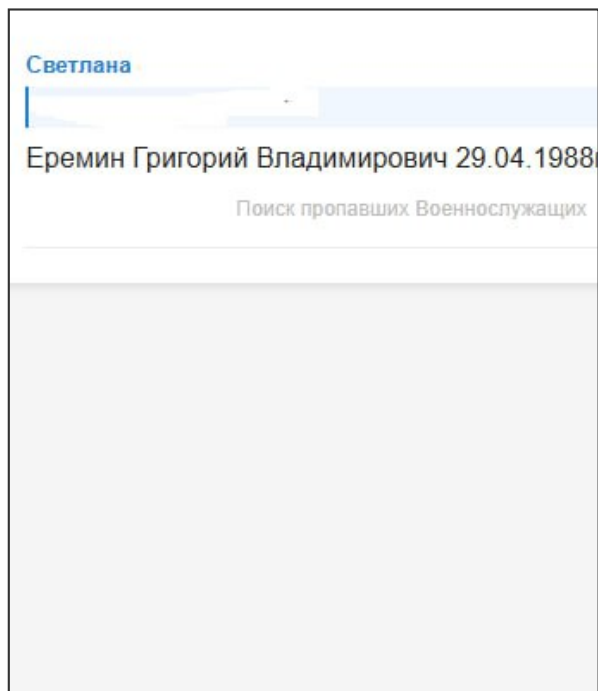 Светлана
Еремин Григорий Владимирович 29.04.1988
Поиск пропавших Военнослужащих